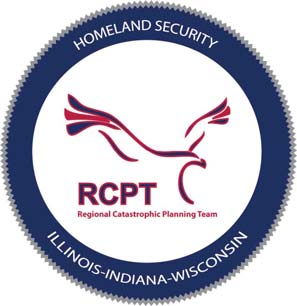 HOMELAND SECURITY
RCPT
Regional Catastrophic Planning Team
ILLINOIS-INDIANA-WISCONSIN